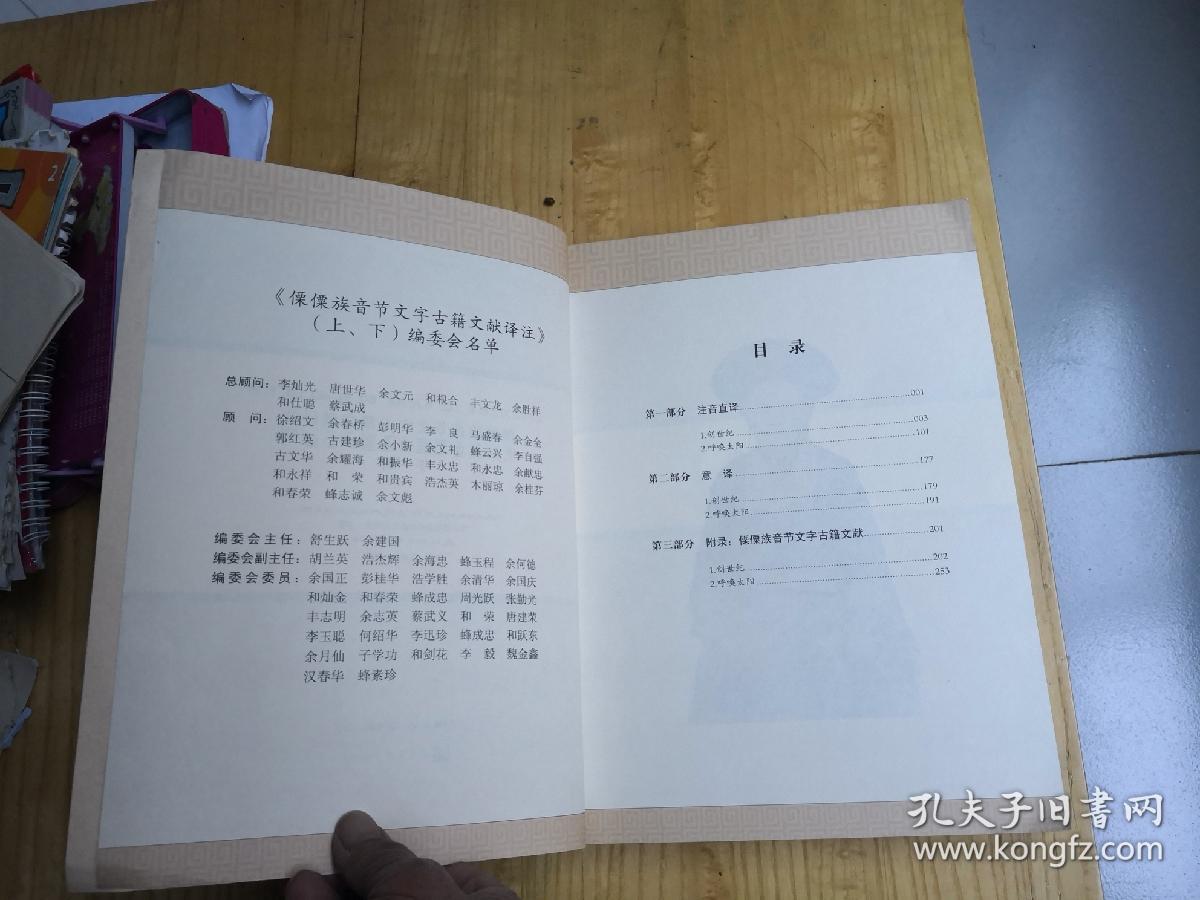 《傈僳族音节文字古籍文献译注》
（上、下）编委会名单
总顾问：李灿光 唐世华 余文元 和根合 丰文龙 余胜祥
和仕聪 蔡武成
顾 问：徐绍文 余春桥 彭明华 李 良 马盛春 余金全
郭红英 古建珍 余小新 余文礼 蜂云兴 李自强
古文华 余耀海 和振华 丰永忠 和永忠 余献忠
和永祥 和 荣 和贵宾 浩杰英 木丽琼 余桂芬
和春荣 蜂志诚 余文彪
编委会主任：舒生跃 余建国
编委会副主任：胡兰英 浩杰辉 余海忠 蜂玉程 余何德
编委会委员：余国正 彭桂华 浩学胜 余清华 余国庆
和灿金 和春荣 蜂成忠 周光跃 张勤光
丰志明 余志英 蔡武义 和 荣 唐建荣
李玉聪 何绍华 李迅珍 蜂成忠 和跃东
余月仙 子学功 和剑花 李 毅 魏金鑫
汉春华 蜂素珍
目 录
第一部分 注音直译……001
1.创世纪……003
2.呼唤太阳……101
第二部分 意 译……177
1.创世纪……179
2.呼唤太阳……191
第三部分 附录：傈僳族音节文字古籍文献……201
1.创世纪……202
2.呼唤太阳……253
2
孔夫子旧书网
www.kongfz.com